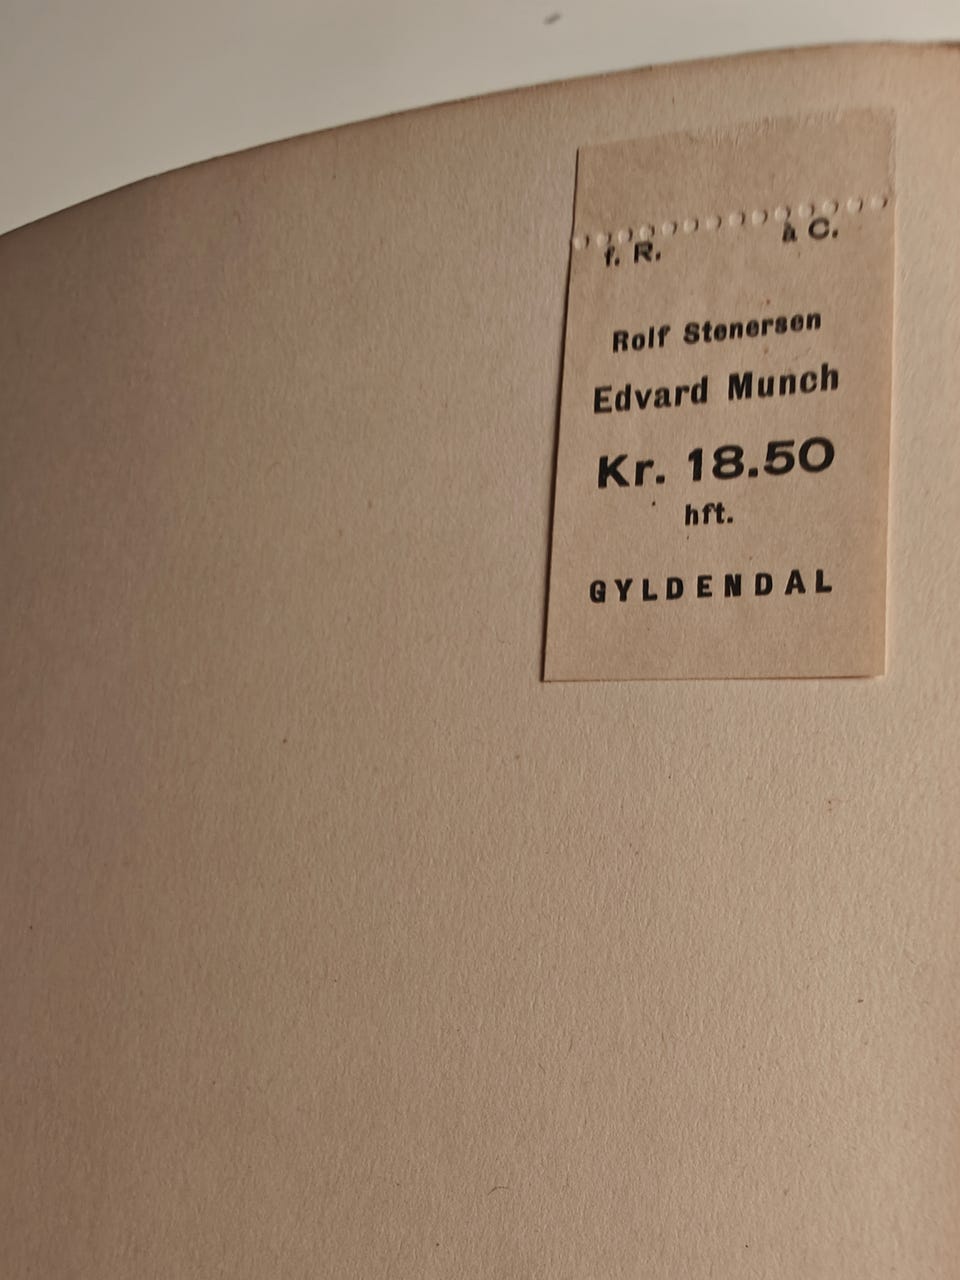 f. R. à C.
Rolf Stenersen
Edvard Munch
Kr. 18.50
hft.
GYLDENDAL